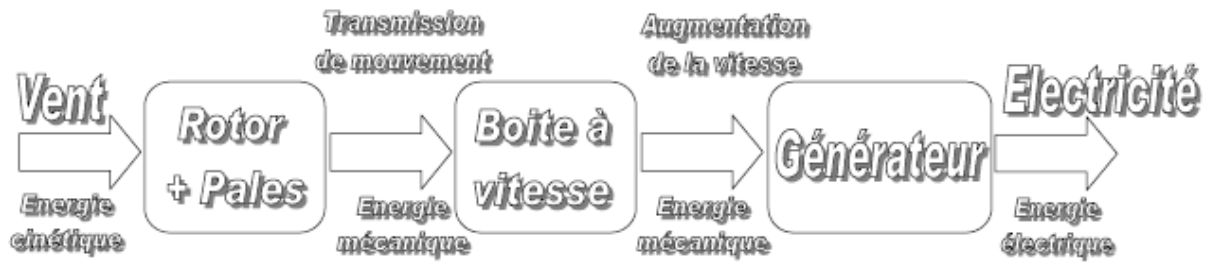 Vent
Energie
cinétique
Rotor
+ Pales
Transmission
de mouvement
Energie
mécanique
Boite à
vitesse
Augmentation
de la vitesse
Energie
mécanique
Générateur
Electricité
Energie
électrique